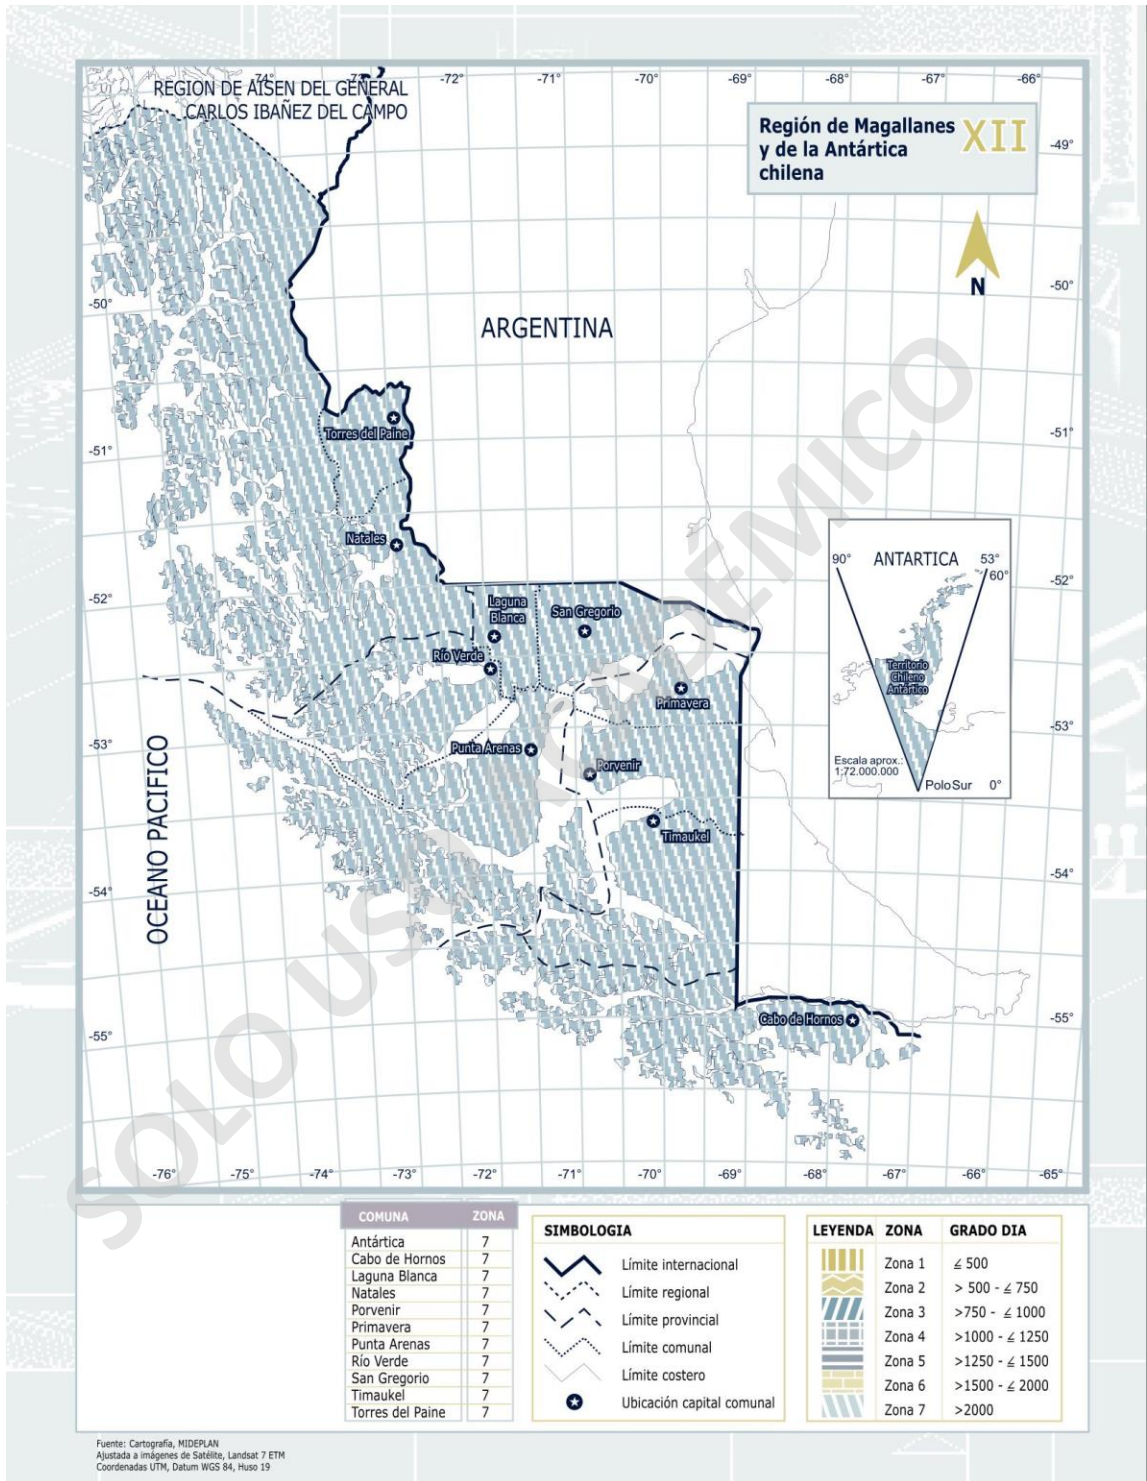 REGION DE AISEN DEL GENERAL
CARLOS IBAÑEZ DEL CAMPO
-74° -73° -72° -71° -70° -69° -68° -67° -66°
Región de Magallanes
y de la Antártica
chilena
XII
-49°
N
-50°
-50°
ARGENTINA
Torres del Paine
-51°
-51°
Natales
ANTARTICA
90°
53°
60°
Territorio
Chileno
Antártico
Escala aprox.:
1:72.000.000
Polo Sur 0°
-52°
-52°
Laguna
Blanca
San Gregorio
Río Verde
Primavera
-53°
-53°
Punta Arenas
Porvenir
Timaukel
OCEANO PACIFICO
-54°
-54°
Cabo de Hornos
-55°
-55°
-76° -75° -74° -73° -72° -71° -70° -69° -68° -67° -66° -65°
SOLO USO ACADÉMICO
COMUNA ZONA
Antártica 7
Cabo de Hornos 7
Laguna Blanca 7
Natales 7
Porvenir 7
Primavera 7
Punta Arenas 7
Río Verde 7
San Gregorio 7
Timaukel 7
Torres del Paine 7
SIMBOLOGIA
Límite internacional
Límite regional
Límite provincial
Límite comunal
Límite costero
Ubicación capital comunal
LEYENDA ZONA GRADO DIA
Zona 1 ≤ 500
Zona 2 > 500 - ≤ 750
Zona 3 >750 - ≤ 1000
Zona 4 >1000 - ≤ 1250
Zona 5 >1250 - ≤ 1500
Zona 6 >1500 - ≤ 2000
Zona 7 >2000
Fuente: Cartografía, MIDEPLAN
Ajustada a imágenes de Satélite, Landsat 7 ETM
Coordenadas UTM, Datum WGS 84, Huso 19